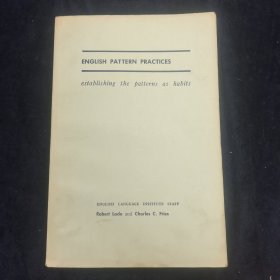 ENGLISH PATTERN PRACTICES
establishing the patterns as habits
ENGLISH LANGUAGE INSTITUTE STAFF
Robert Lado and Charles C. Fries